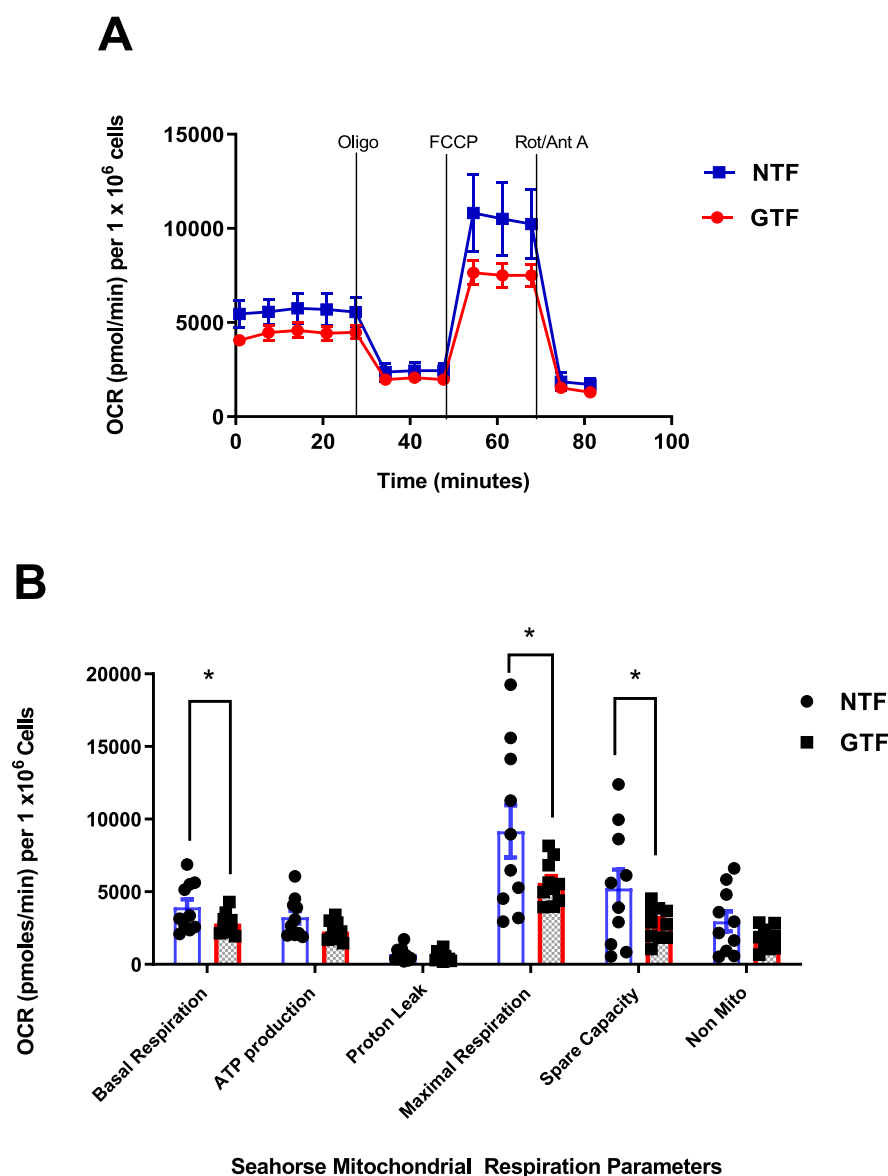 A
15000
10000
5000
0
OCR (pmol/min) per 1 x 10⁶ cells
Oligo
FCCP
Rot/Ant A
NTF
GTF
0
20
40
60
80
100
Time (minutes)
B
20000
15000
10000
5000
0
OCR (pmoles/min) per 1 x10⁶ Cells
*
*
*
NTF
GTF
Basal Respiration
ATP production
Proton Leak
Maximal Respiration
Spare Capacity
Non Mito
Seahorse Mitochondrial Respiration Parameters